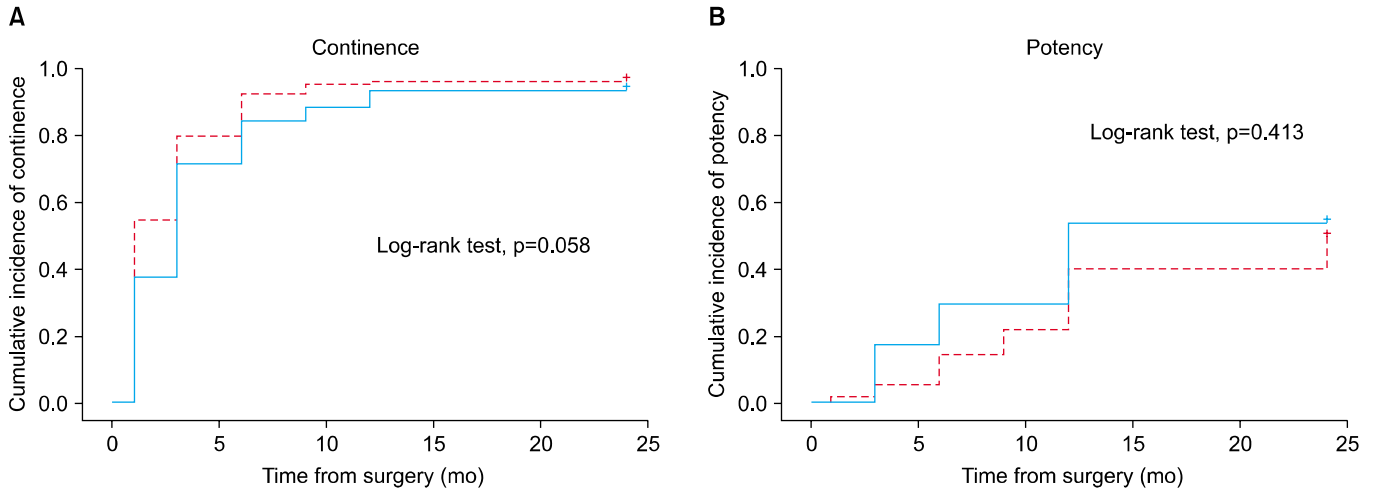 A
Continence
Cumulative incidence of continence
1.0
0.8
0.6
0.4
0.2
0.0
Log-rank test, p=0.058
0
5
10
15
20
25
Time from surgery (mo)
B
Potency
Cumulative incidence of potency
1.0
0.8
0.6
0.4
0.2
0.0
Log-rank test, p=0.413
0
5
10
15
20
25
Time from surgery (mo)